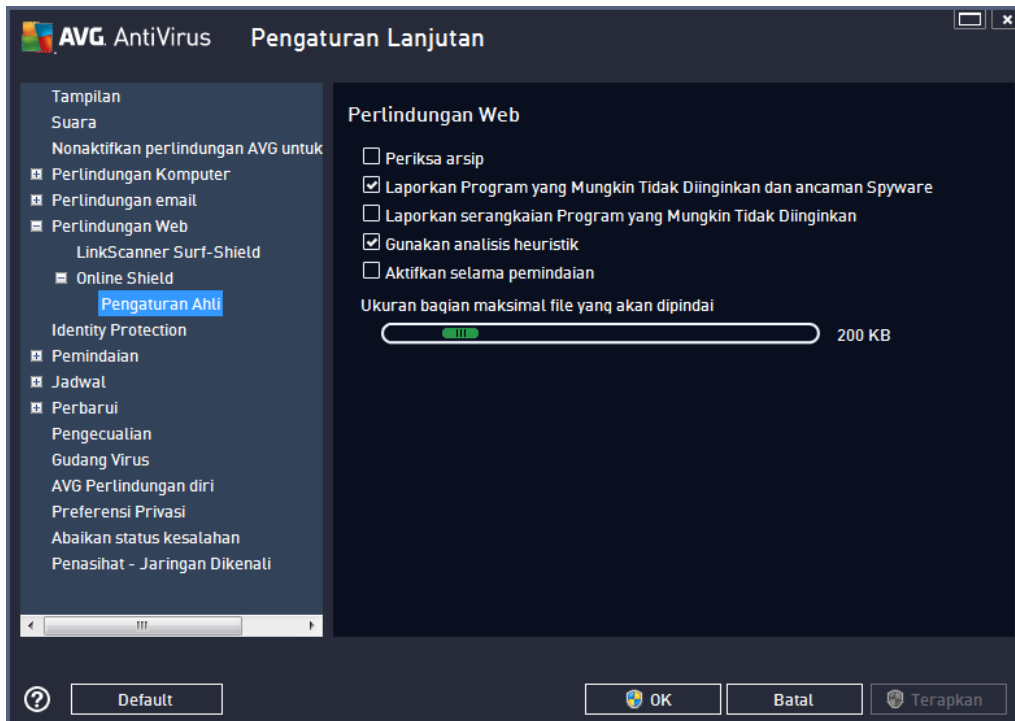 AVG AntiVirus Pengaturan Lanjutan
Tampilan
Suara
Nonaktifkan perlindungan AVG untuk
Perlindungan Komputer
Perlindungan email
Perlindungan Web
LinkScanner Surf-Shield
Online Shield
Pengaturan Ahli
Identity Protection
Pemindaian
Jadwal
Perbarui
Pengecualian
Gudang Virus
AVG Perlindungan diri
Preferensi Privasi
Abaikan status kesalahan
Penasihat - Jaringan Dikenali
Perlindungan Web
Periksa arsip
Laporkan Program yang Mungkin Tidak Diinginkan dan ancaman Spyware
Laporkan serangkaian Program yang Mungkin Tidak Diinginkan
Gunakan analisis heuristik
Aktifkan selama pemindaian
Ukuran bagian maksimal file yang akan dipindai
200 KB
Default
OK
Batal
Terapkan